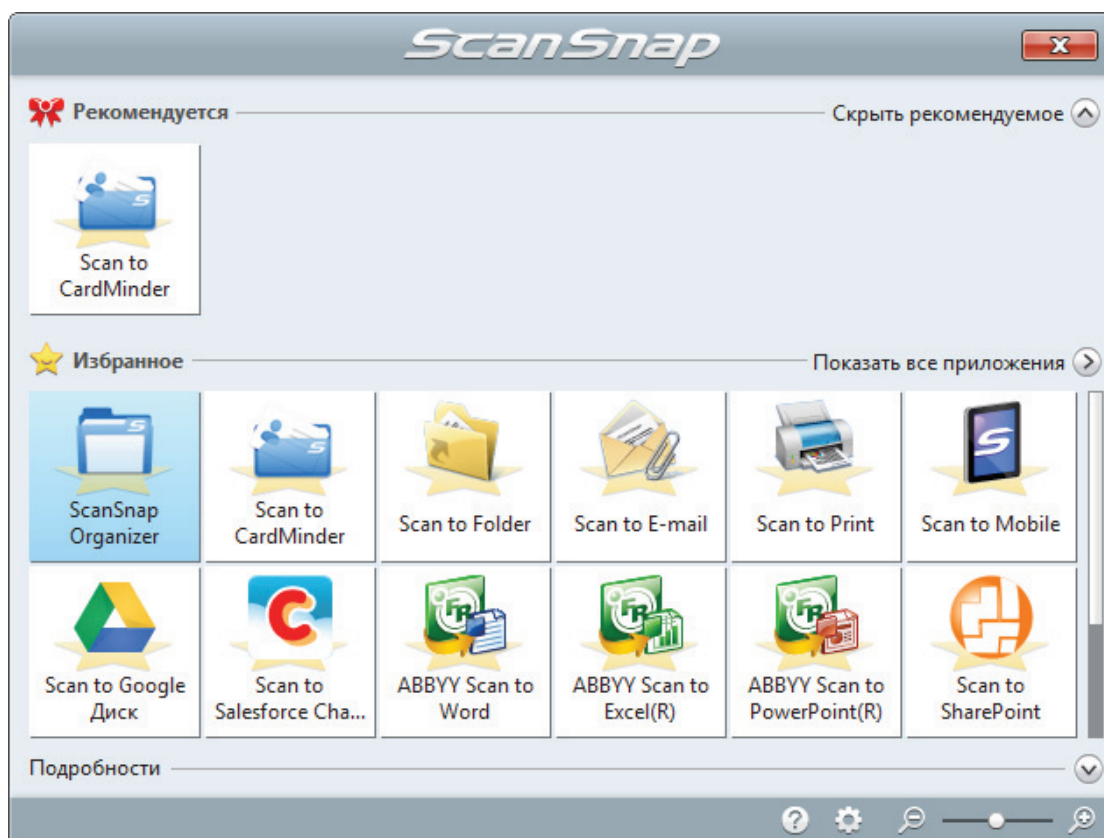 ScanSnap
Рекомендуется
Скрыть рекомендуемое
Scan to
CardMinder
Избранное
Показать все приложения
ScanSnap
Organizer
Scan to
CardMinder
Scan to Folder
Scan to E-mail
Scan to Print
Scan to Mobile
Scan to Google
Диск
Scan to
Salesforce Cha...
ABBYY Scan to
Word
ABBYY Scan to
Excel(R)
ABBYY Scan to
PowerPoint(R)
Scan to
SharePoint
Подробности